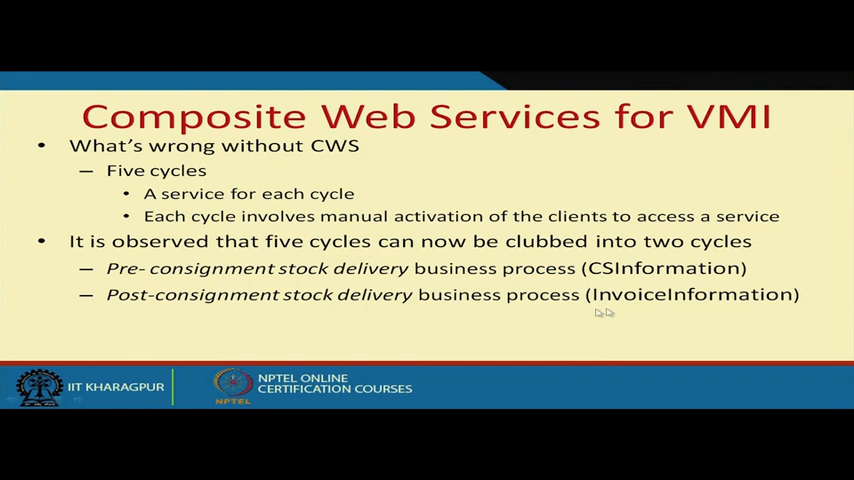 Composite Web Services for VMI
• What's wrong without CWS
– Five cycles
• A service for each cycle
• Each cycle involves manual activation of the clients to access a service
• It is observed that five cycles can now be clubbed into two cycles
– Pre- consignment stock delivery business process (CSInformation)
– Post-consignment stock delivery business process (InvoiceInformation)
IIT KHARAGPUR
NPTEL ONLINE
CERTIFICATION COURSES
NPTEL